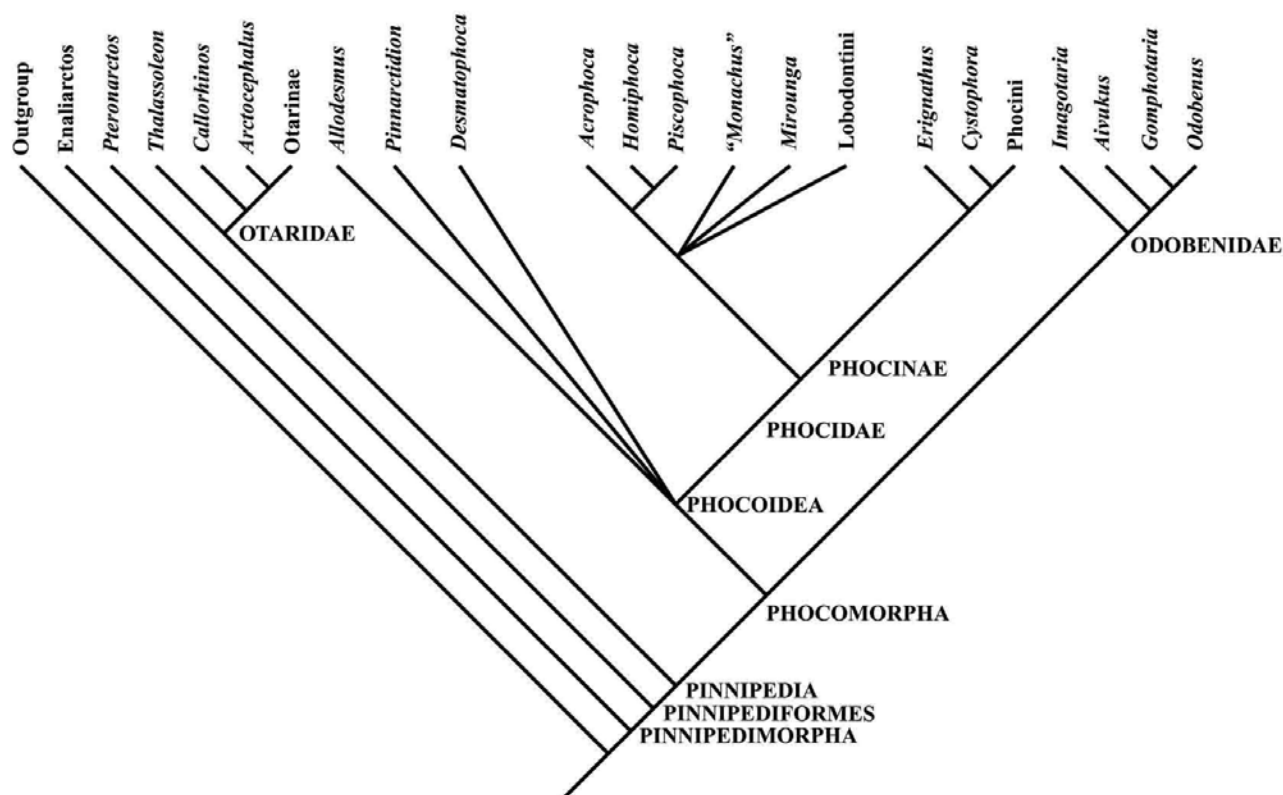 Outgroup
Enaliarctos
Pteronarctos
Thalassoleon
Callorhinos
Arctocephalus
Otarinae
Allodesmus
Pinnarctidion
Desmatophoca
Acrophoca
Homiphoca
Piscophoca
“Monachus”
Mirounga
Lobodontini
Erignathus
Cystophora
Phocini
Imagotaria
Aivukus
Gomphotaria
Odobenus
OTARIDAE
ODOBENIDAE
PHOCINAE
PHOCIDAE
PHOCOIDEA
PHOCOMORPHA
PINNIPEDIA
PINNIPEDIFORMES
PINNIPEDIMORPHA